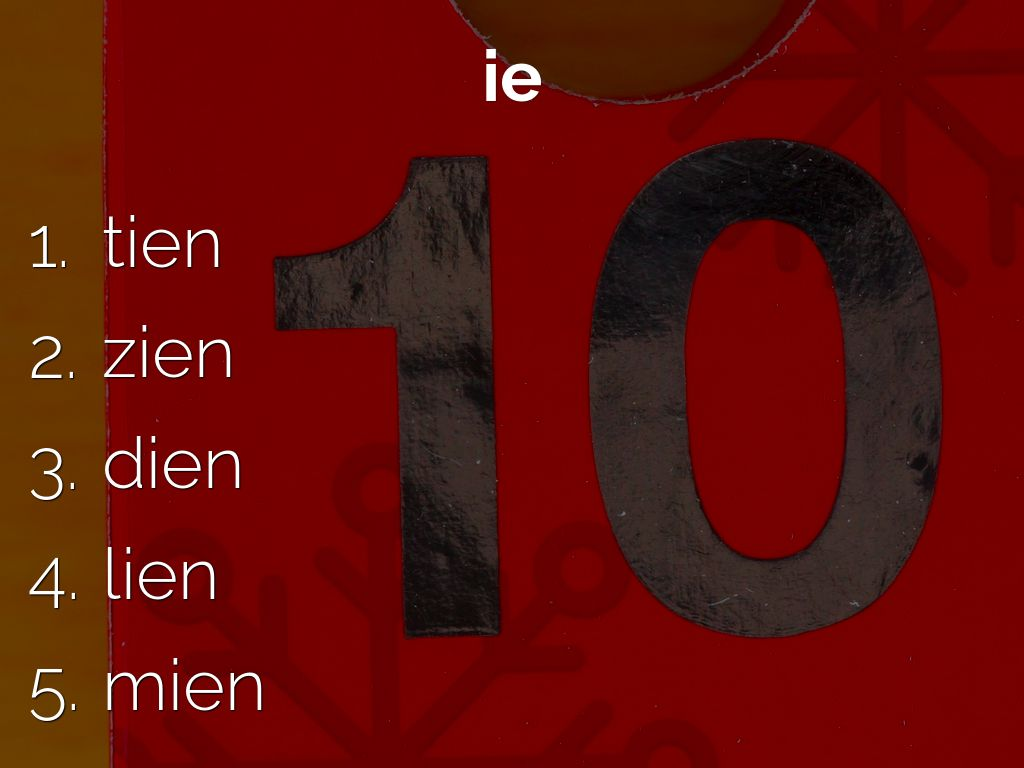 ie
10
1. tien
2. zien
3. dien
4. lien
5. mien